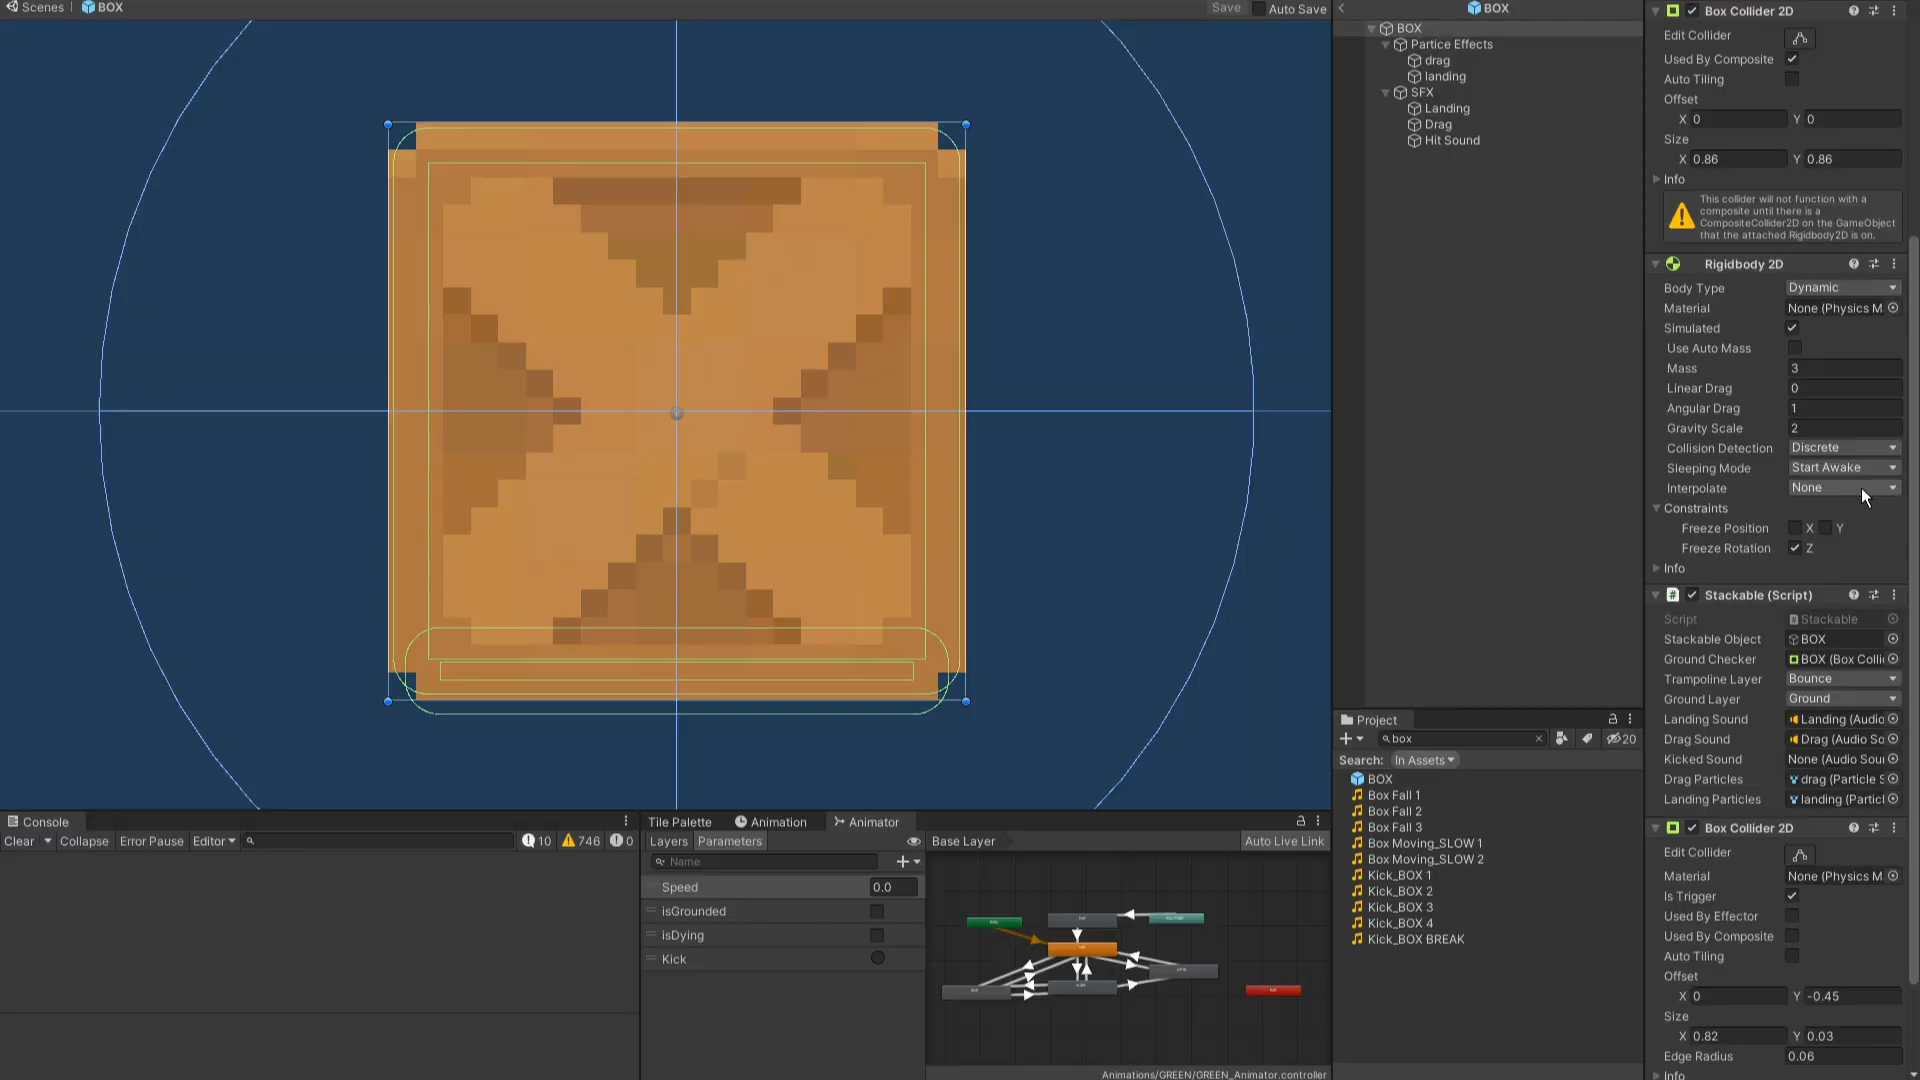 Scenes BOX
Save Auto Save
BOX
BOX
Partice Effects
drag
landing
SFX
Landing
Drag
Hit Sound
Project
box
20
Search: In Assets
BOX
Box Fall 1
Box Fall 2
Box Fall 3
Box Moving_SLOW 1
Box Moving_SLOW 2
Kick_BOX 1
Kick_BOX 2
Kick_BOX 3
Kick_BOX 4
Kick_BOX BREAK
Box Collider 2D
Edit Collider
Used By Composite
Auto Tiling
Offset
X 0 Y 0
Size
X 0.86 Y 0.86
Info
This collider will not function with a
composite until there is a
CompositeCollider2D on the GameObject
that the attached Rigidbody2D is on.
Rigidbody 2D
Body Type Dynamic
Material None (Physics M
Simulated
Use Auto Mass
Mass 3
Linear Drag 0
Angular Drag 1
Gravity Scale 2
Collision Detection Discrete
Sleeping Mode Start Awake
Interpolate None
Constraints
Freeze Position X Y
Freeze Rotation Z
Info
Stackable (Script)
Script Stackable
Stackable Object BOX
Ground Checker BOX (Box Colli
Trampoline Layer Bounce
Ground Layer Ground
Landing Sound Landing (Audio
Drag Sound Drag (Audio So
Kicked Sound None (Audio Sou
Drag Particles drag (Particle S
Landing Particles landing (Particl
Box Collider 2D
Edit Collider
Material None (Physics M
Is Trigger
Used By Effector
Used By Composite
Auto Tiling
Offset
X 0 Y -0.45
Size
X 0.82 Y 0.03
Edge Radius 0.06
Info
Console
Clear Collapse Error Pause Editor 10 746 0
Tile Palette Animation Animator
Layers Parameters Base Layer Auto Live Link
Name
Speed 0.0
isGrounded
isDying
Kick
Animations/GREEN/GREEN_Animator.controller